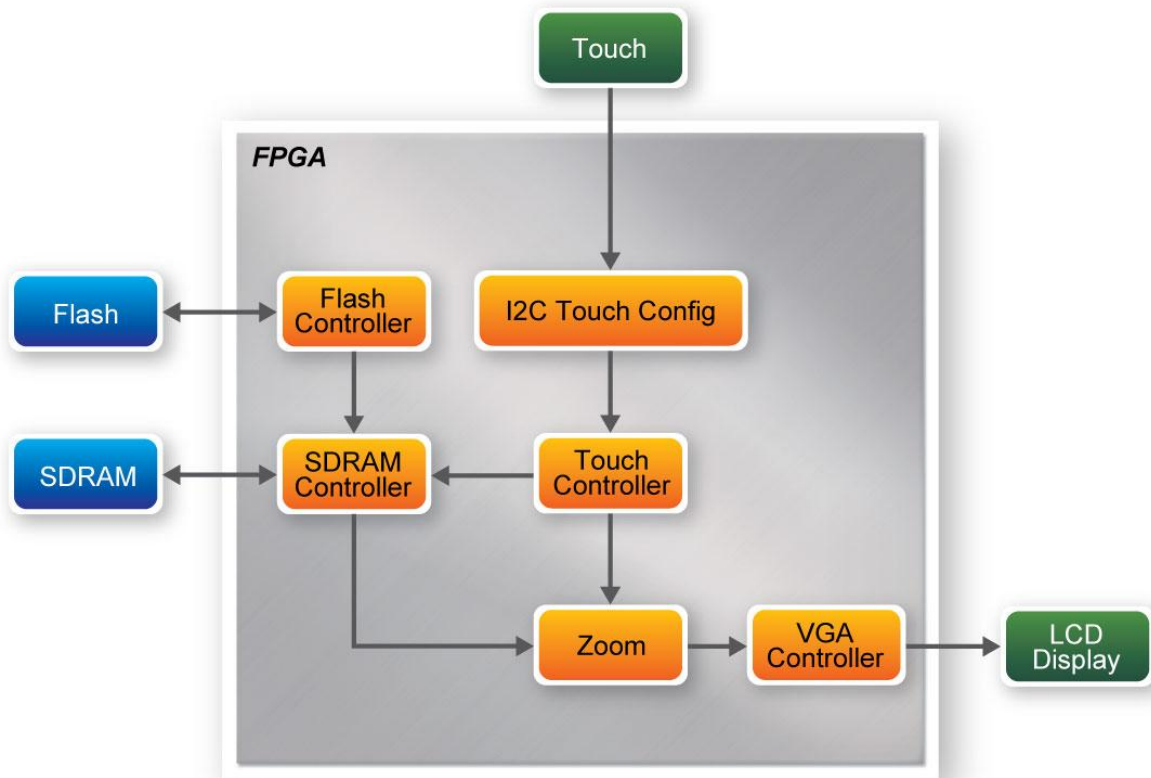 Touch
FPGA
Flash
Flash
Controller
I2C Touch Config
SDRAM
SDRAM
Controller
Touch
Controller
Zoom
VGA
Controller
LCD
Display